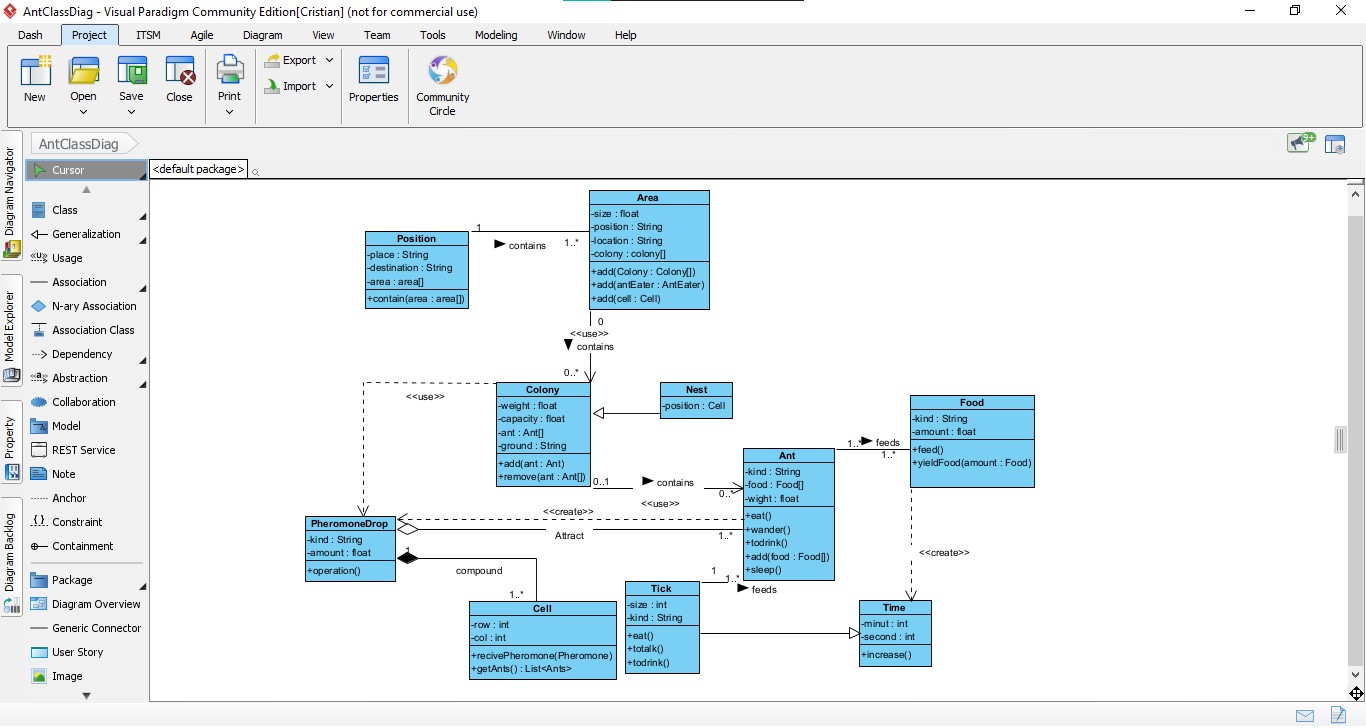 AntClassDiag - Visual Paradigm Community Edition[Cristian] (not for commercial use)
Dash Project ITSM Agile Diagram View Team Tools Modeling Window Help
New Open Save Close Print Export Import Properties Community Circle
AntClassDiag
9+
Diagram Navigator
Model Explorer
Property
Diagram Backlog
Cursor
Class
Generalization
Usage
Association
N-ary Association
Association Class
Dependency
Abstraction
Collaboration
Model
REST Service
Note
Anchor
Constraint
Containment
Package
Diagram Overview
Generic Connector
User Story
Image
<default package>
Area
-size : float
-position : String
-location : String
-colony : colony[]
+add(Colony : Colony[])
+add(antEater : AntEater)
+add(cell : Cell)
Position
-place : String
-destination : String
-area : area[]
+contain(area : area[])
1
contains
1..*
0
<<use>>
contains
0..*
Colony
-weight : float
-capacity : float
-ant : Ant[]
-ground : String
+add(ant : Ant)
+remove(ant : Ant[])
Nest
-position : Cell
<<use>>
Food
-kind : String
-amount : float
+feed()
+yieldFood(amount : Food)
1..*
feeds
1..*
Ant
-kind : String
-food : Food[]
-wight : float
+eat()
+wander()
+todrink()
+add(food : Food[])
+sleep()
0..1
contains
0..*
<<use>>
<<create>>
Attract
1..*
PheromoneDrop
-kind : String
-amount : float
+operation()
1
compound
1..*
<<create>>
Cell
-row : int
-col : int
+recivePheromone(Pheromone)
+getAnts() : List<Ants>
1
1..*
feeds
Tick
-size : int
-kind : String
+eat()
+totalk()
+todrink()
Time
-minut : int
-second : int
+increase()